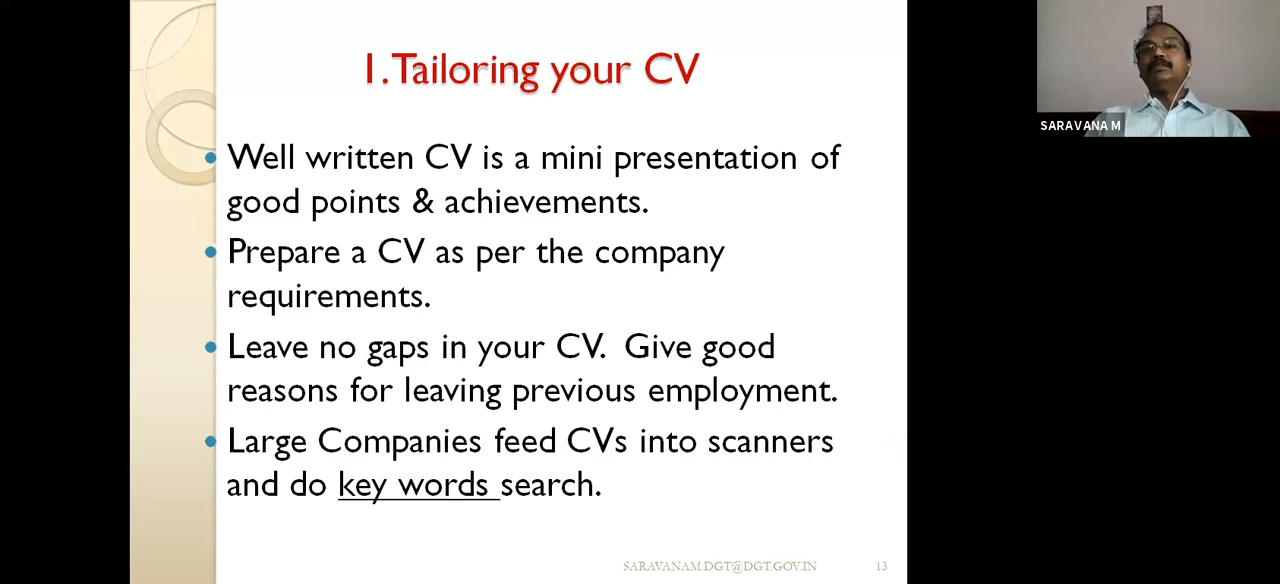 1. Tailoring your CV
SARAVANA M
• Well written CV is a mini presentation of
good points & achievements.
• Prepare a CV as per the company
requirements.
• Leave no gaps in your CV. Give good
reasons for leaving previous employment.
• Large Companies feed CVs into scanners
and do key words search.
SARAVANAM.DGT@DGT.GOV.IN 13